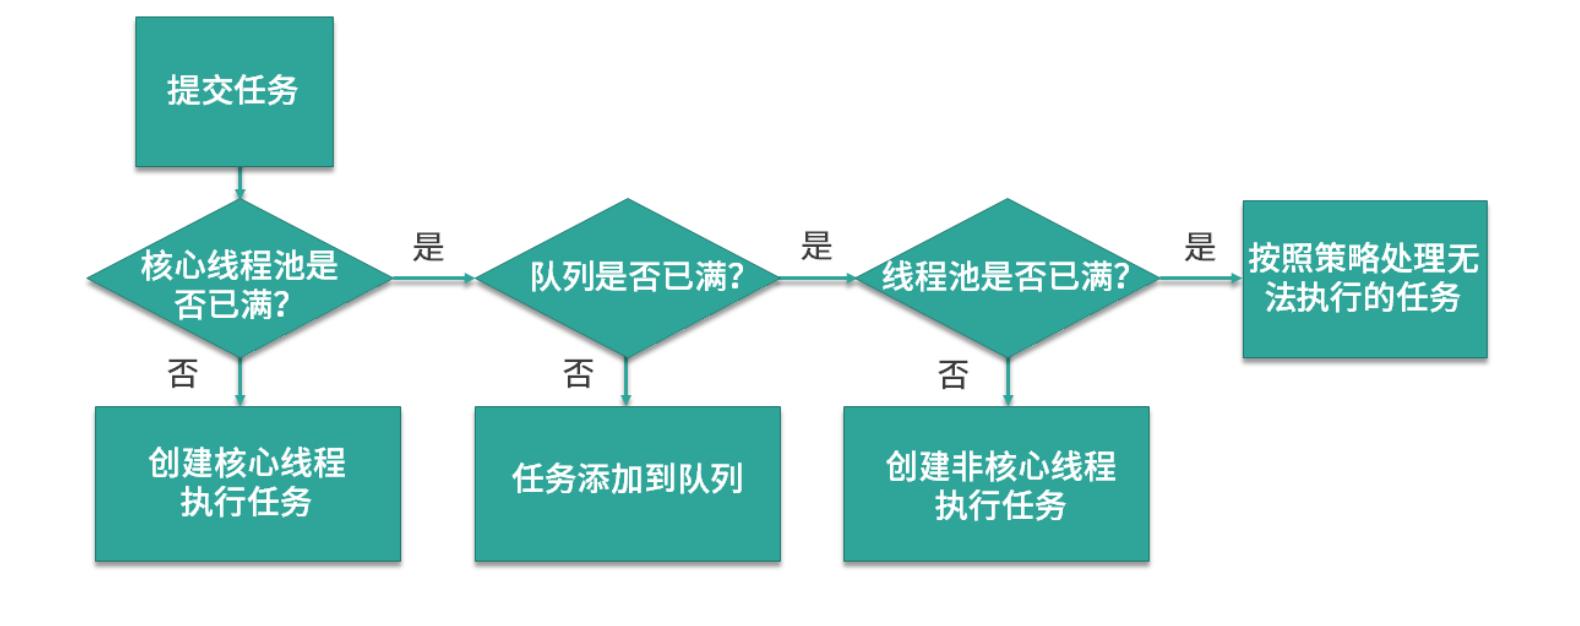 提交任务
核心线程池是
否已满?
是
队列是否已满?
是
线程池是否已满?
是
按照策略处理无
法执行的任务
否
否
否
创建核心线程
执行任务
任务添加到队列
创建非核心线程
执行任务